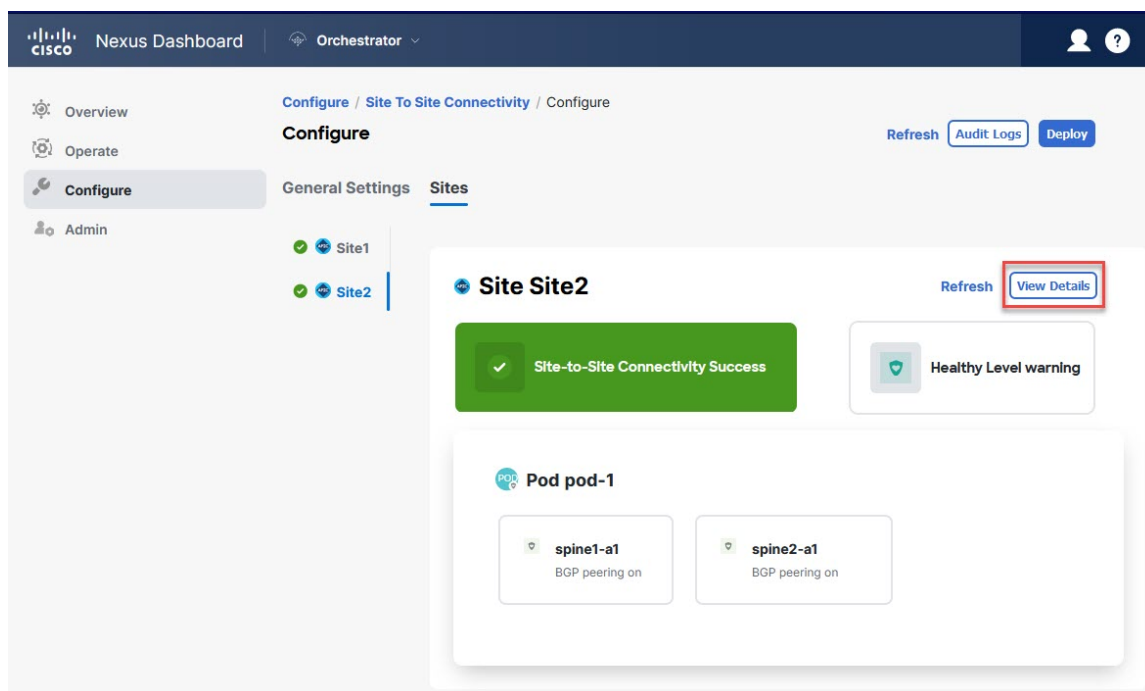 CISCO Nexus Dashboard Orchestrator
Overview
Operate
Configure
Admin
Configure / Site To Site Connectivity / Configure
Configure
Refresh Audit Logs Deploy
General Settings Sites
Site1
Site2
Site Site2
Refresh View Details
Site-to-Site Connectivity Success
Healthy Level warning
POD Pod pod-1
spine1-a1
BGP peering on
spine2-a1
BGP peering on